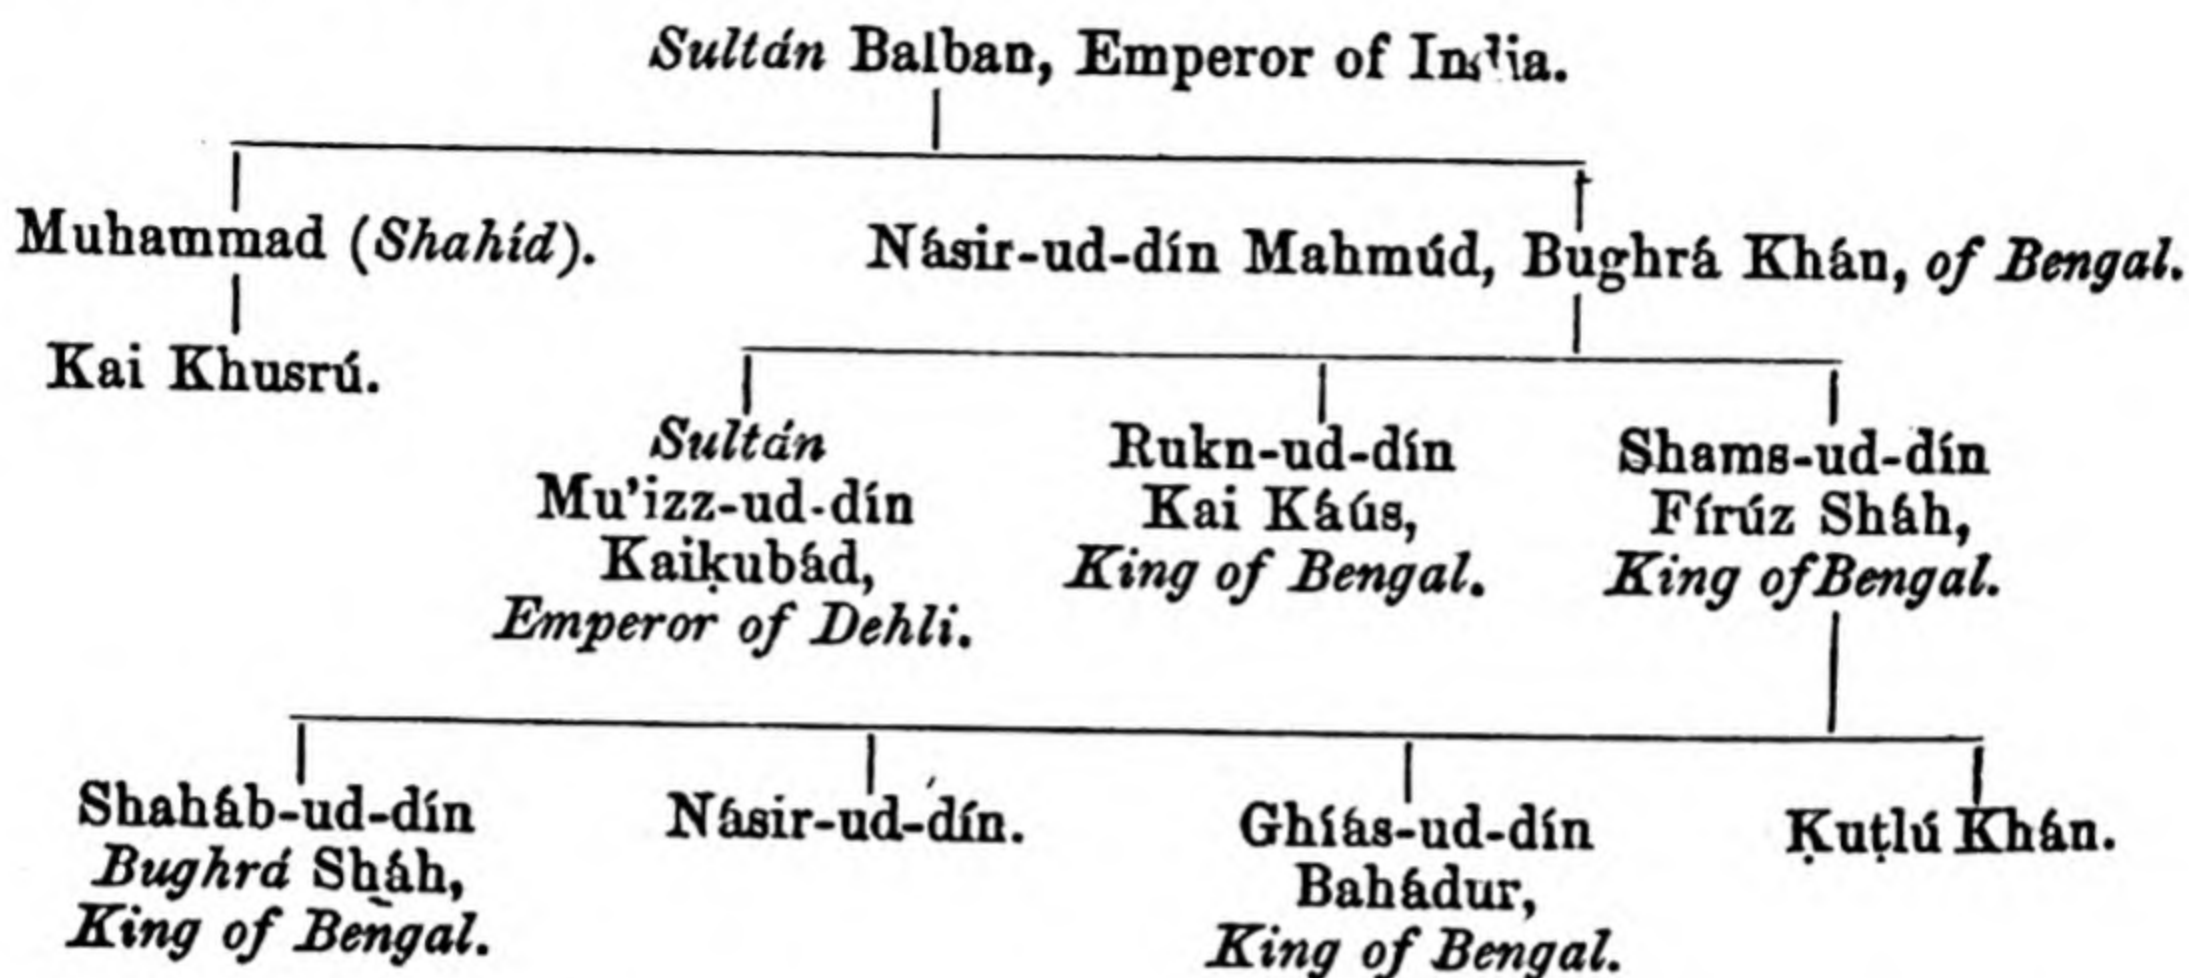 Sultán Balban, Emperor of India.
Muhammad (Shahíd).
Násir-ud-dín Mahmúd, Bughrá Khán, of Bengal.
Kai Khusrú.
Sultán
Mu’izz-ud-dín
Kaiḳubád,
Emperor of Dehli.
Rukn-ud-dín
Kai Káús,
King of Bengal.
Shams-ud-dín
Fírúz Sháh,
King of Bengal.
Shaháb-ud-dín
Bughrá Sháh,
King of Bengal.
Násir-ud-dín.
Ghíás-ud-dín
Bahádur,
King of Bengal.
Ḳuṭlú Khán.